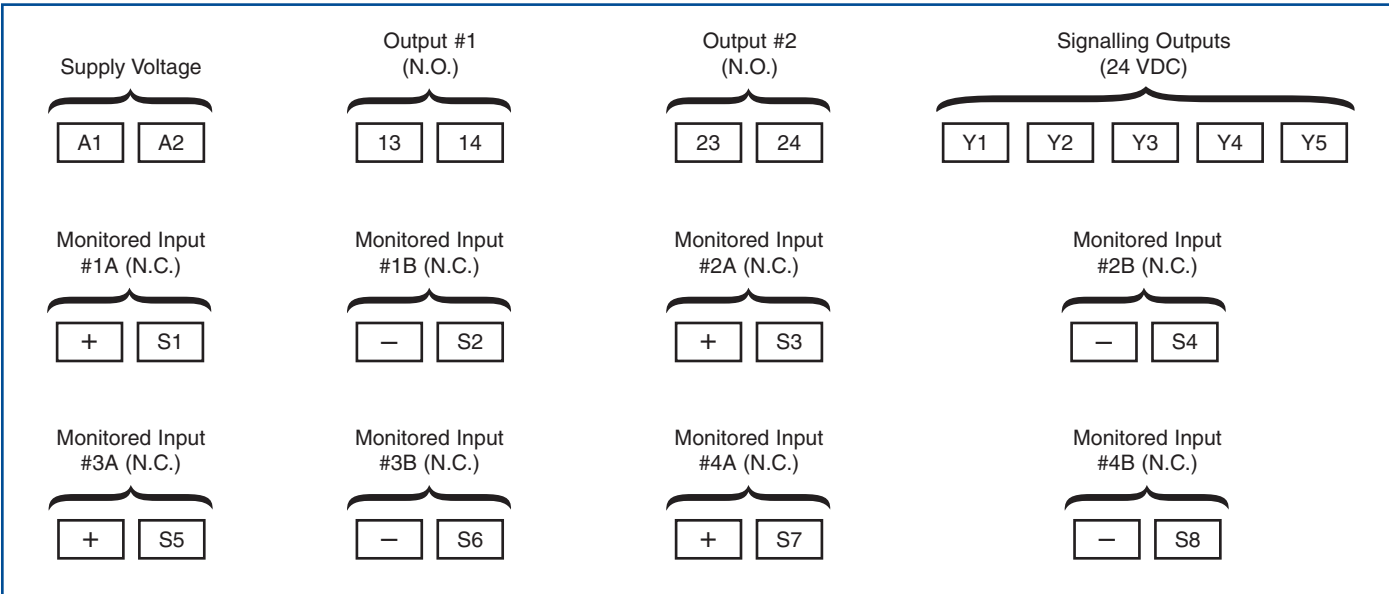 Supply Voltage
Output #1
(N.O.)
Output #2
(N.O.)
Signalling Outputs
(24 VDC)
A1 A2
13 14
23 24
Y1 Y2 Y3 Y4 Y5
Monitored Input
#1A (N.C.)
Monitored Input
#1B (N.C.)
Monitored Input
#2A (N.C.)
Monitored Input
#2B (N.C.)
+ S1
– S2
+ S3
– S4
Monitored Input
#3A (N.C.)
Monitored Input
#3B (N.C.)
Monitored Input
#4A (N.C.)
Monitored Input
#4B (N.C.)
+ S5
– S6
+ S7
– S8